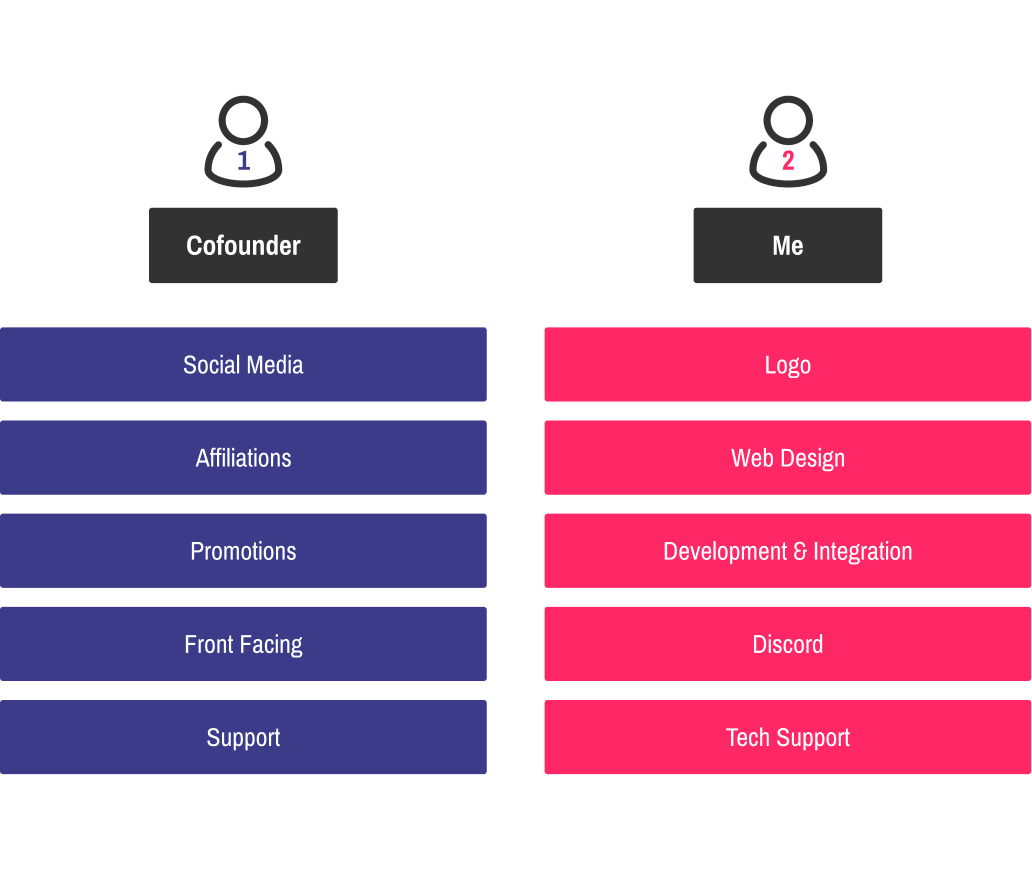 1
Cofounder
Social Media
Affiliations
Promotions
Front Facing
Support
2
Me
Logo
Web Design
Development & Integration
Discord
Tech Support